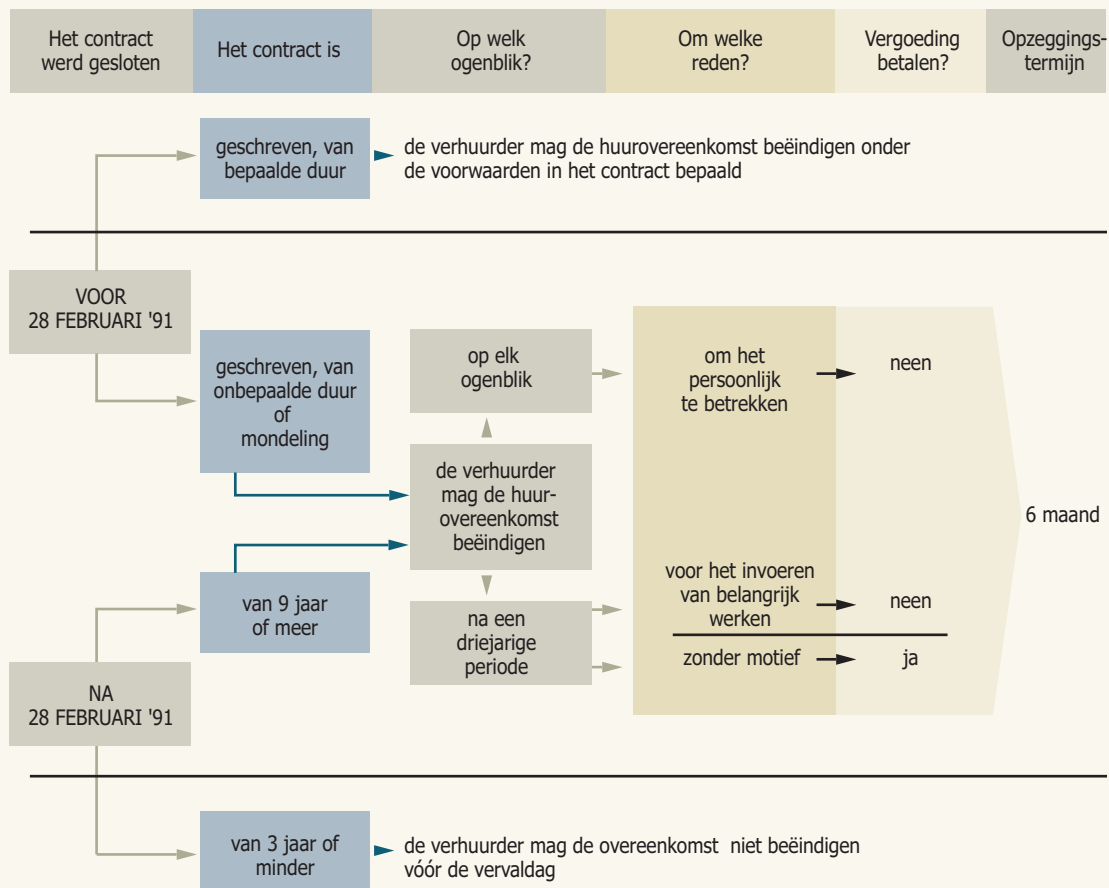 Het contract
werd gesloten
Het contract is
Op welk
ogenblik?
Om welke
reden?
Vergoeding
betalen?
Opzeggings-
termijn
geschreven, van
bepaalde duur
de verhuurder mag de huurovereenkomst beëindigen onder
de voorwaarden in het contract bepaald
VOOR
28 FEBRUARI '91
geschreven, van
onbepaalde duur
of
mondeling
op elk
ogenblik
om het
persoonlijk
te betrekken
neen
de verhuurder
mag de huur-
overeenkomst
beëindigen
6 maand
van 9 jaar
of meer
na een
driejarige
periode
voor het invoeren
van belangrijk
werken
neen
zonder motief
ja
NA
28 FEBRUARI '91
van 3 jaar of
minder
de verhuurder mag de overeenkomst niet beëindigen
vóór de vervaldag